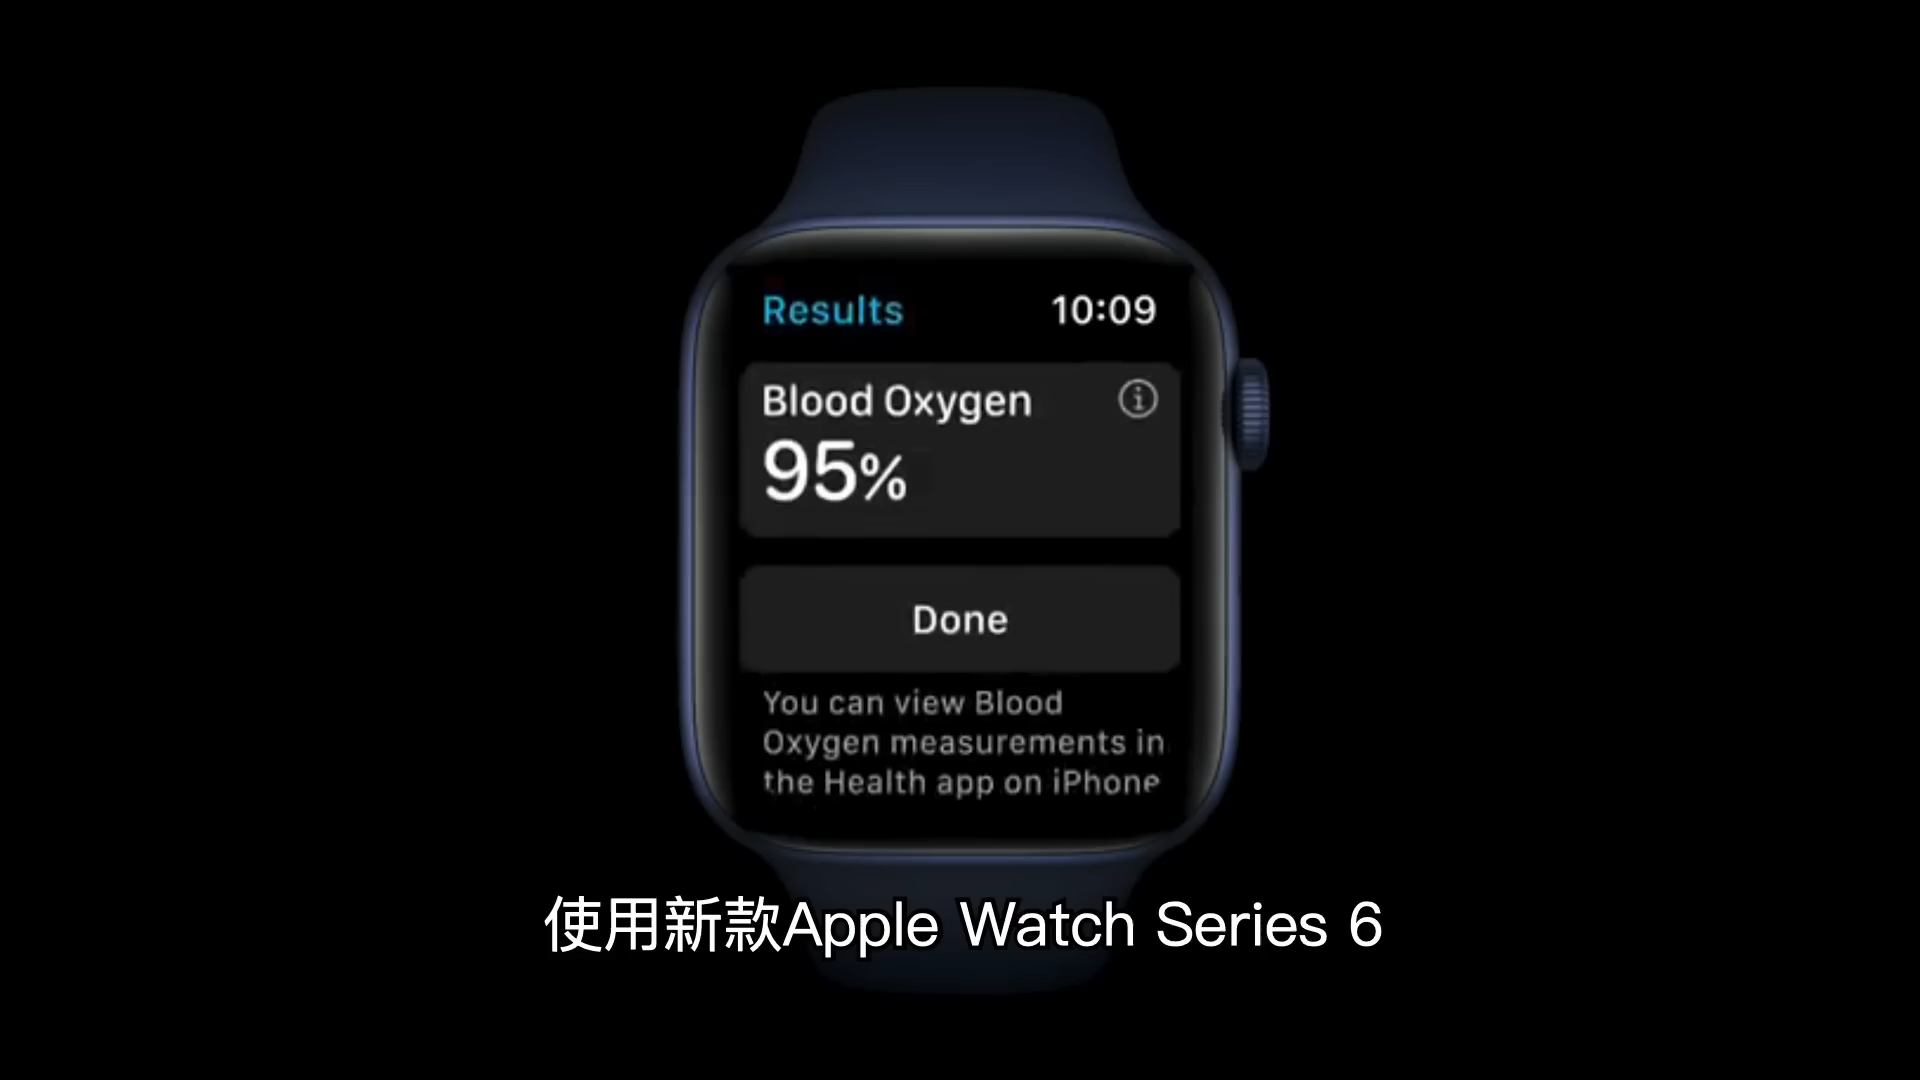 Results 10:09
Blood Oxygen
95%
Done
You can view Blood
Oxygen measurements in
the Health app on iPhone
使用新款Apple Watch Series 6